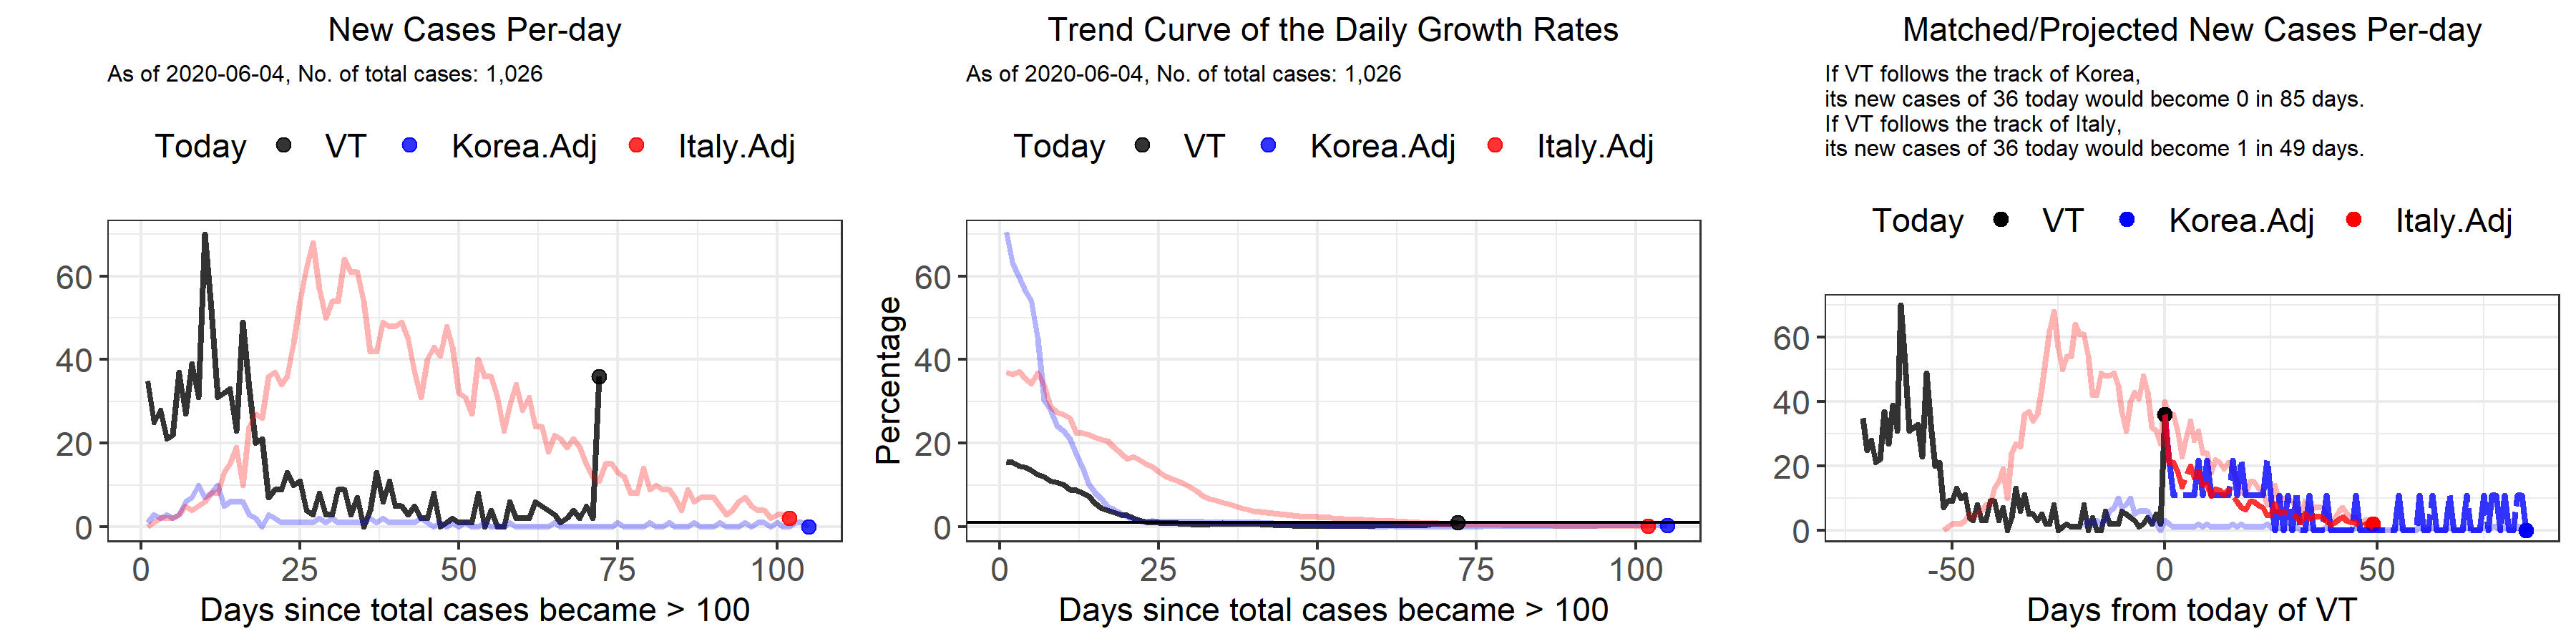 New Cases Per-day
As of 2020-06-04, No. of total cases: 1,026
Today VT Korea.Adj Italy.Adj
60
40
20
0
0 25 50 75 100
Days since total cases became > 100
Trend Curve of the Daily Growth Rates
As of 2020-06-04, No. of total cases: 1,026
Today VT Korea.Adj Italy.Adj
Percentage
60
40
20
0
0 25 50 75 100
Days since total cases became > 100
Matched/Projected New Cases Per-day
If VT follows the track of Korea,
its new cases of 36 today would become 0 in 85 days.
If VT follows the track of Italy,
its new cases of 36 today would become 1 in 49 days.
Today VT Korea.Adj Italy.Adj
60
40
20
0
-50 0 50
Days from today of VT